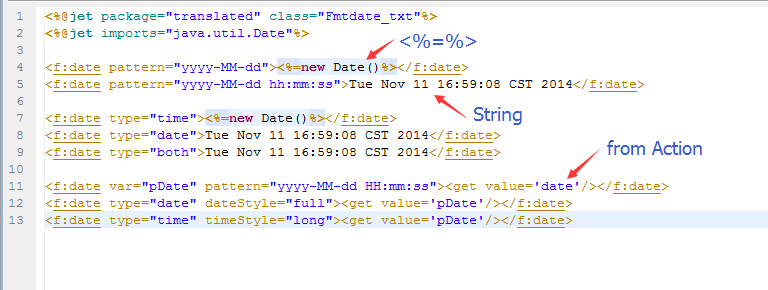 1 <%@jet package="translated" class="Fmtdate_txt"%>
2 <%@jet imports="java.util.Date"%>
3 <%=%>
4 <f:date pattern="yyyy-MM-dd"><%=new Date()%></f:date>
5 <f:date pattern="yyyy-MM-dd hh:mm:ss">Tue Nov 11 16:59:08 CST 2014</f:date>
6 String
7 <f:date type="time"><%=new Date()%></f:date>
8 <f:date type="date">Tue Nov 11 16:59:08 CST 2014</f:date>
9 <f:date type="both">Tue Nov 11 16:59:08 CST 2014</f:date>
from Action
10
11 <f:date var="pDate" pattern="yyyy-MM-dd HH:mm:ss"><get value='date'/></f:date>
12 <f:date type="date" dateStyle="full"><get value='pDate'/></f:date>
13 <f:date type="time" timeStyle="long"><get value='pDate'/></f:date>